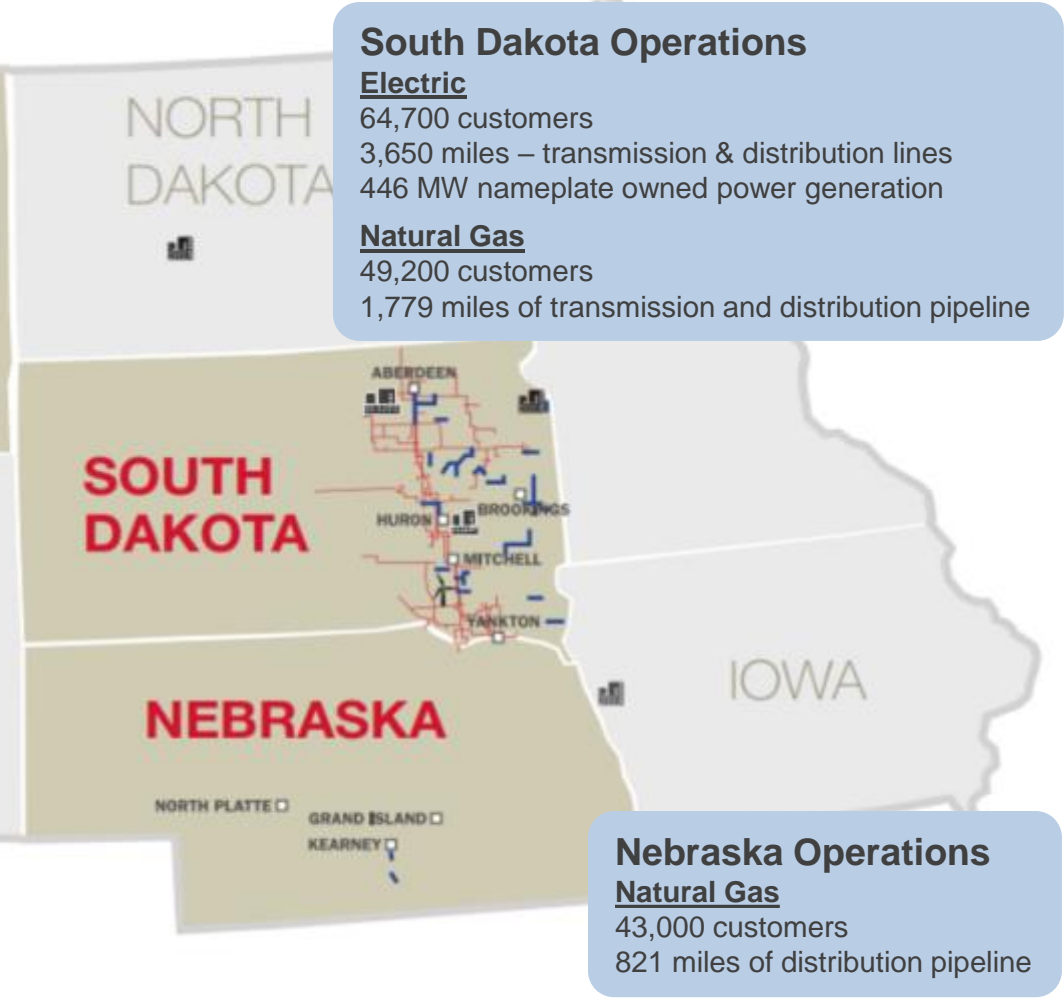 South Dakota Operations
Electric
64,700 customers
3,650 miles – transmission & distribution lines
446 MW nameplate owned power generation
Natural Gas
49,200 customers
1,779 miles of transmission and distribution pipeline
NORTH
DAKOTA
ABERDEEN
SOUTH
DAKOTA
BROOKINGS
HURON
MITCHELL
YANKTON
IOWA
NEBRASKA
NORTH PLATTE
GRAND ISLAND
KEARNEY
Nebraska Operations
Natural Gas
43,000 customers
821 miles of distribution pipeline